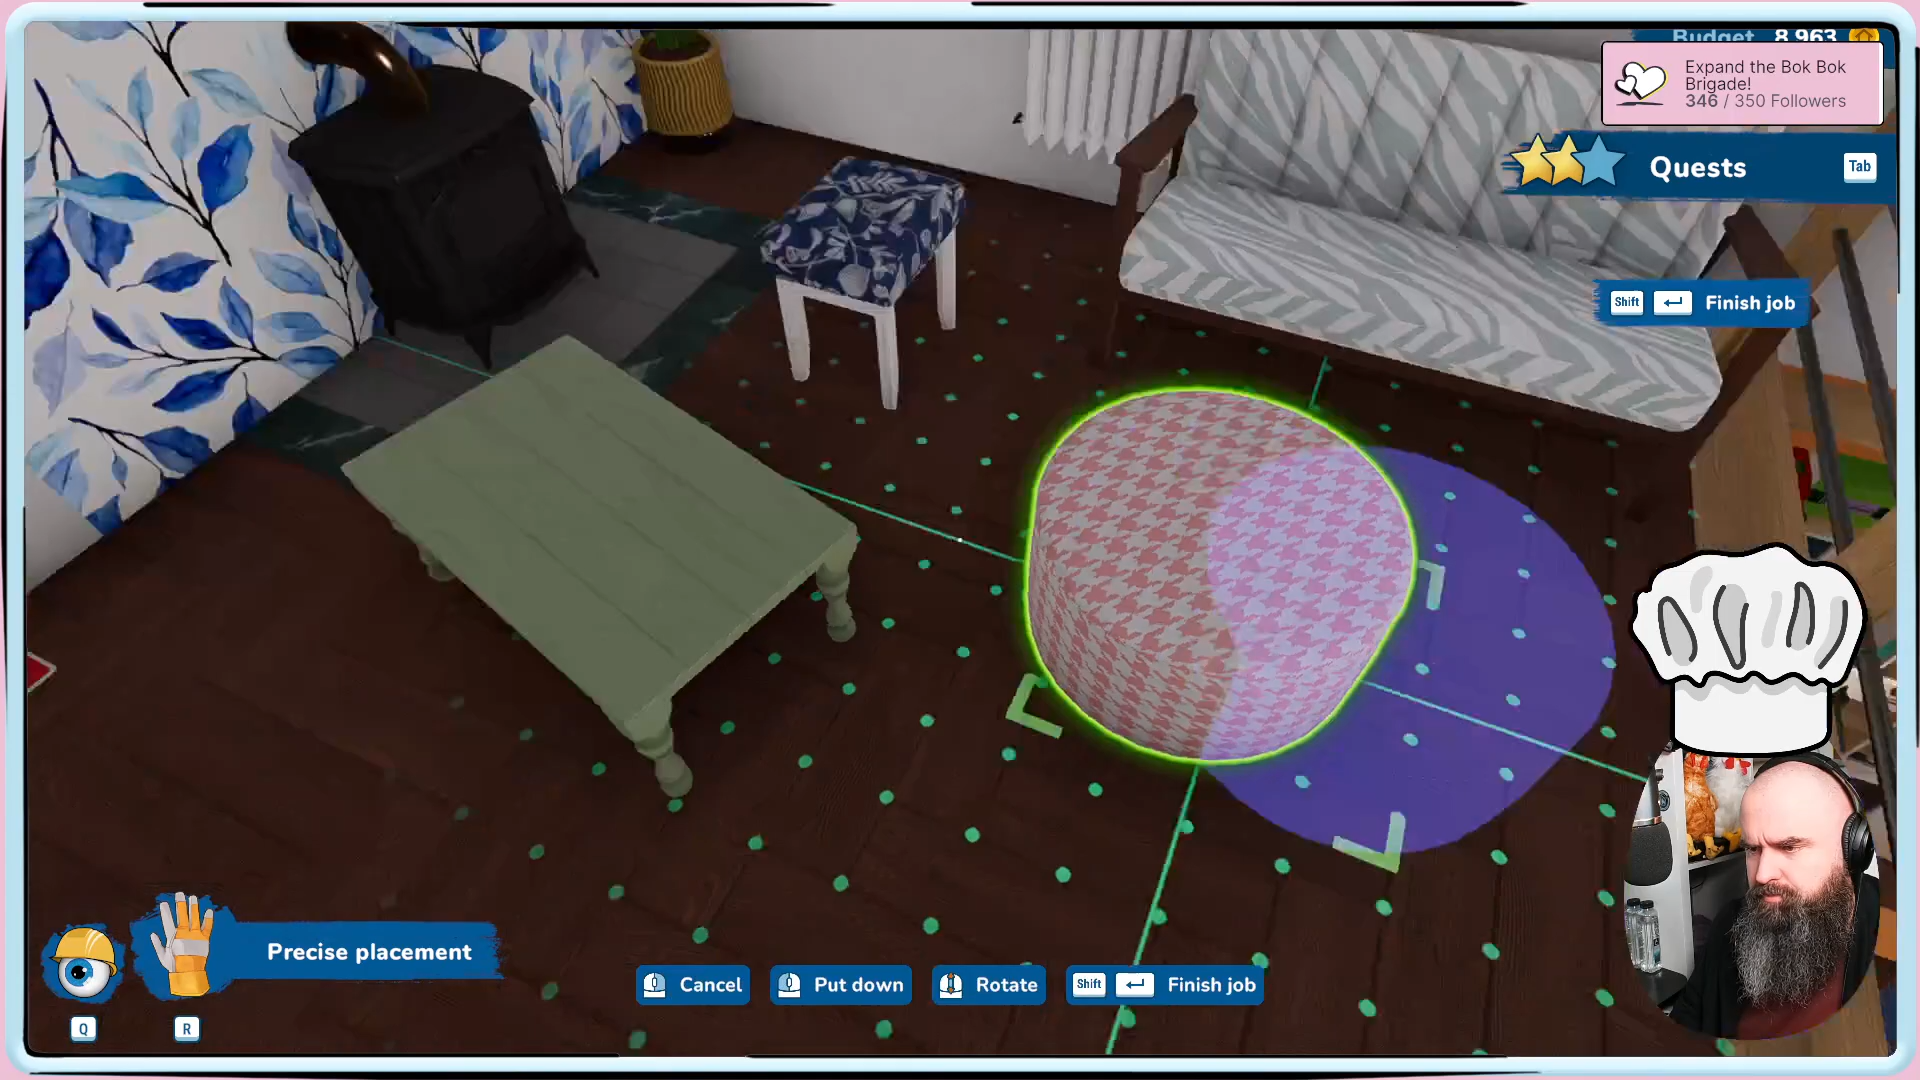 Budget 8,963
Expand the Bok Bok
Brigade!
346 / 350 Followers
Quests
Tab
Shift
Finish job
Precise placement
Cancel
Put down
Rotate
Shift
Finish job
Q
R